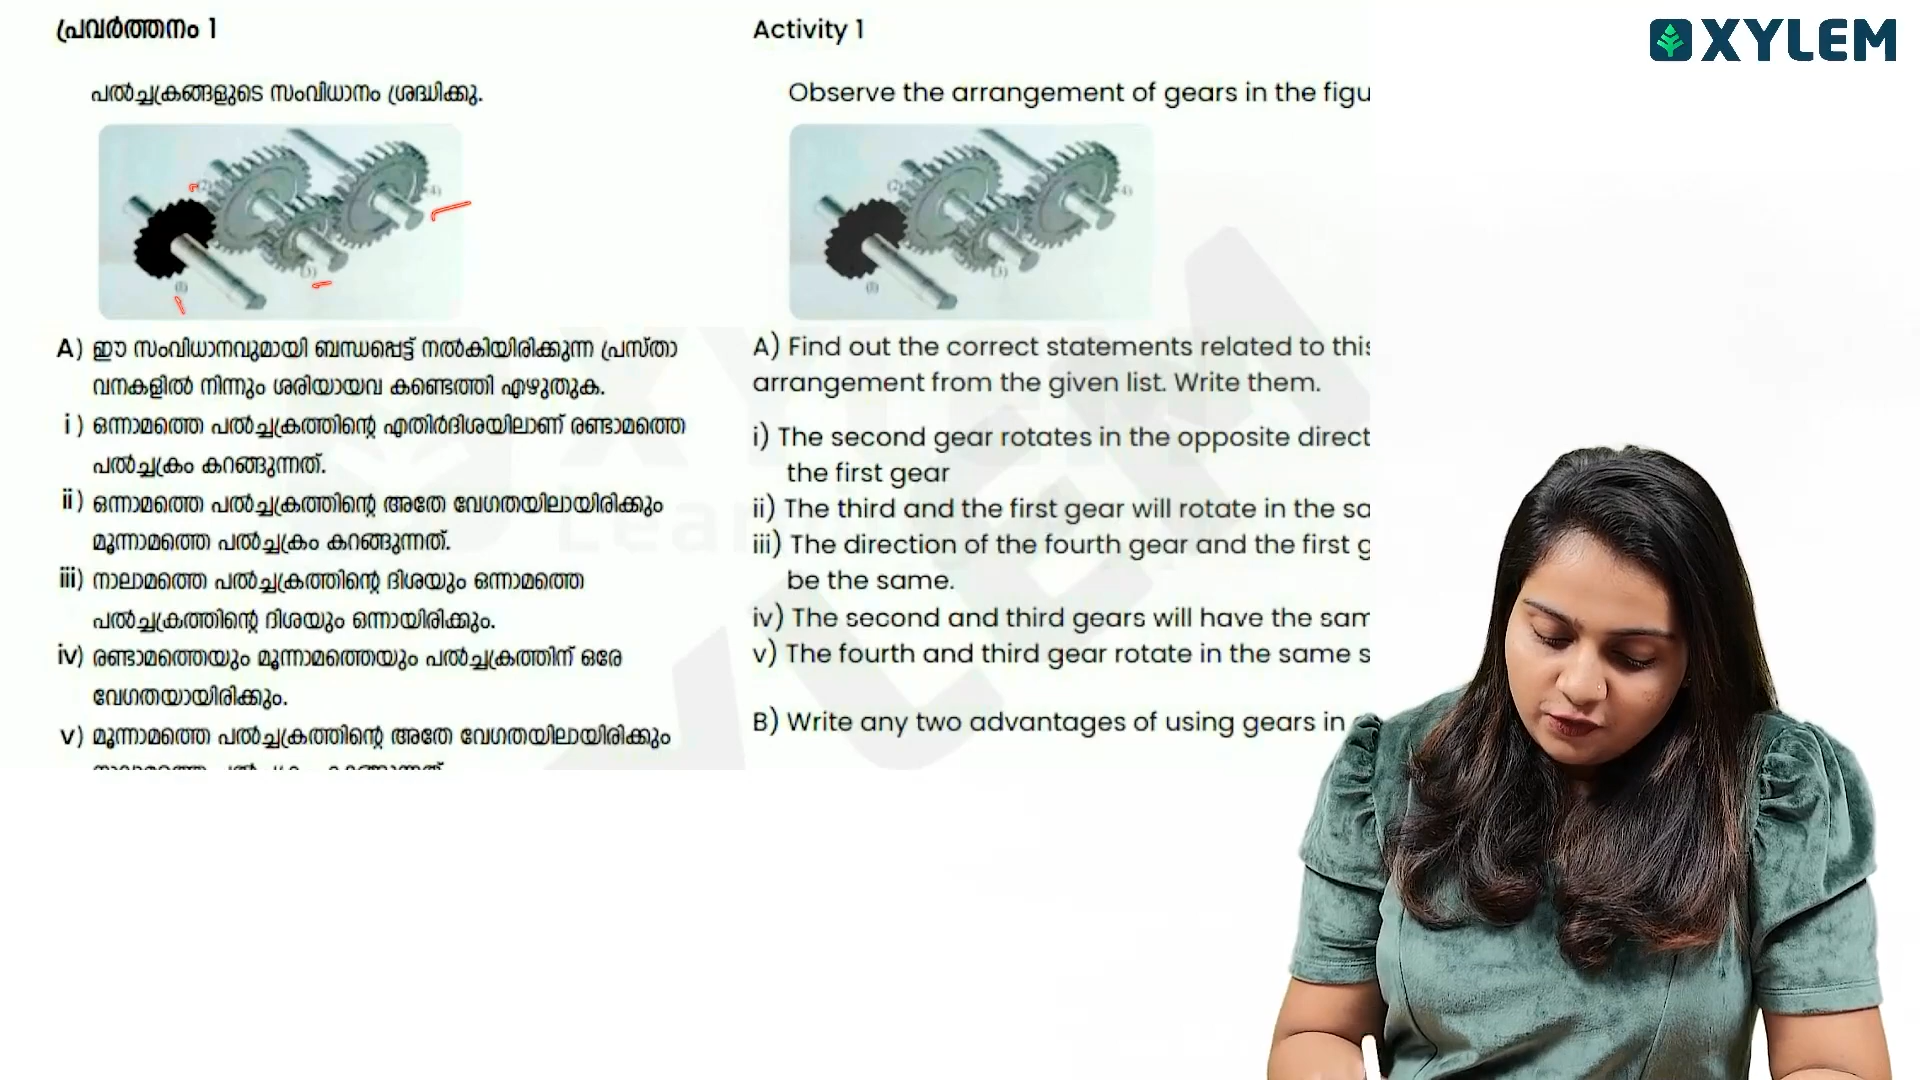 XYLEM
പ്രവർത്തനം 1
പൽച്ചക്രങ്ങളുടെ സംവിധാനം ശ്രദ്ധിക്കൂ.
(2)
(4)
(3)
(1)
A) ഈ സംവിധാനവുമായി ബന്ധപ്പെട്ട് നൽകിയിരിക്കുന്ന പ്രസ്താ
വനകളിൽ നിന്നും ശരിയായവ കണ്ടെത്തി എഴുതുക.
i) ഒന്നാമത്തെ പൽച്ചക്രത്തിന്റെ എതിർദിശയിലാണ് രണ്ടാമത്തെ
പൽച്ചക്രം കറങ്ങുന്നത്.
ii) ഒന്നാമത്തെ പൽച്ചക്രത്തിന്റെ അതേ വേഗതയിലായിരിക്കും
മൂന്നാമത്തെ പൽച്ചക്രം കറങ്ങുന്നത്.
iii) നാലാമത്തെ പൽച്ചക്രത്തിന്റെ ദിശയും ഒന്നാമത്തെ
പൽച്ചക്രത്തിന്റെ ദിശയും ഒന്നായിരിക്കും.
iv) രണ്ടാമത്തെയും മൂന്നാമത്തെയും പൽച്ചക്രത്തിന് ഒരേ
വേഗതയായിരിക്കും.
v) മൂന്നാമത്തെ പൽച്ചക്രത്തിന്റെ അതേ വേഗതയിലായിരിക്കും
Activity 1
Observe the arrangement of gears in the figu
(2)
(4)
(3)
(1)
A) Find out the correct statements related to this
arrangement from the given list. Write them.
i) The second gear rotates in the opposite direct
the first gear
ii) The third and the first gear will rotate in the sa
iii) The direction of the fourth gear and the first g
be the same.
iv) The second and third gears will have the sam
v) The fourth and third gear rotate in the same s
B) Write any two advantages of using gears in